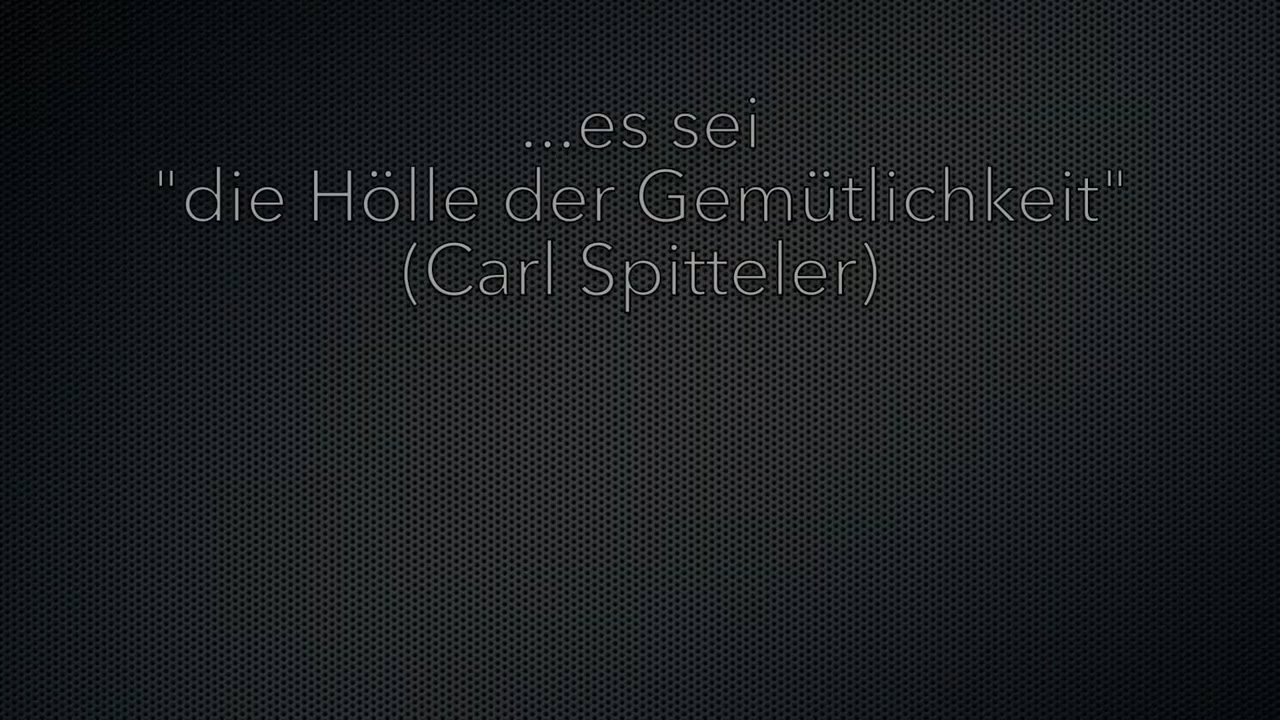 ...es sei
"die Hölle der Gemütlichkeit"
(Carl Spitteler)